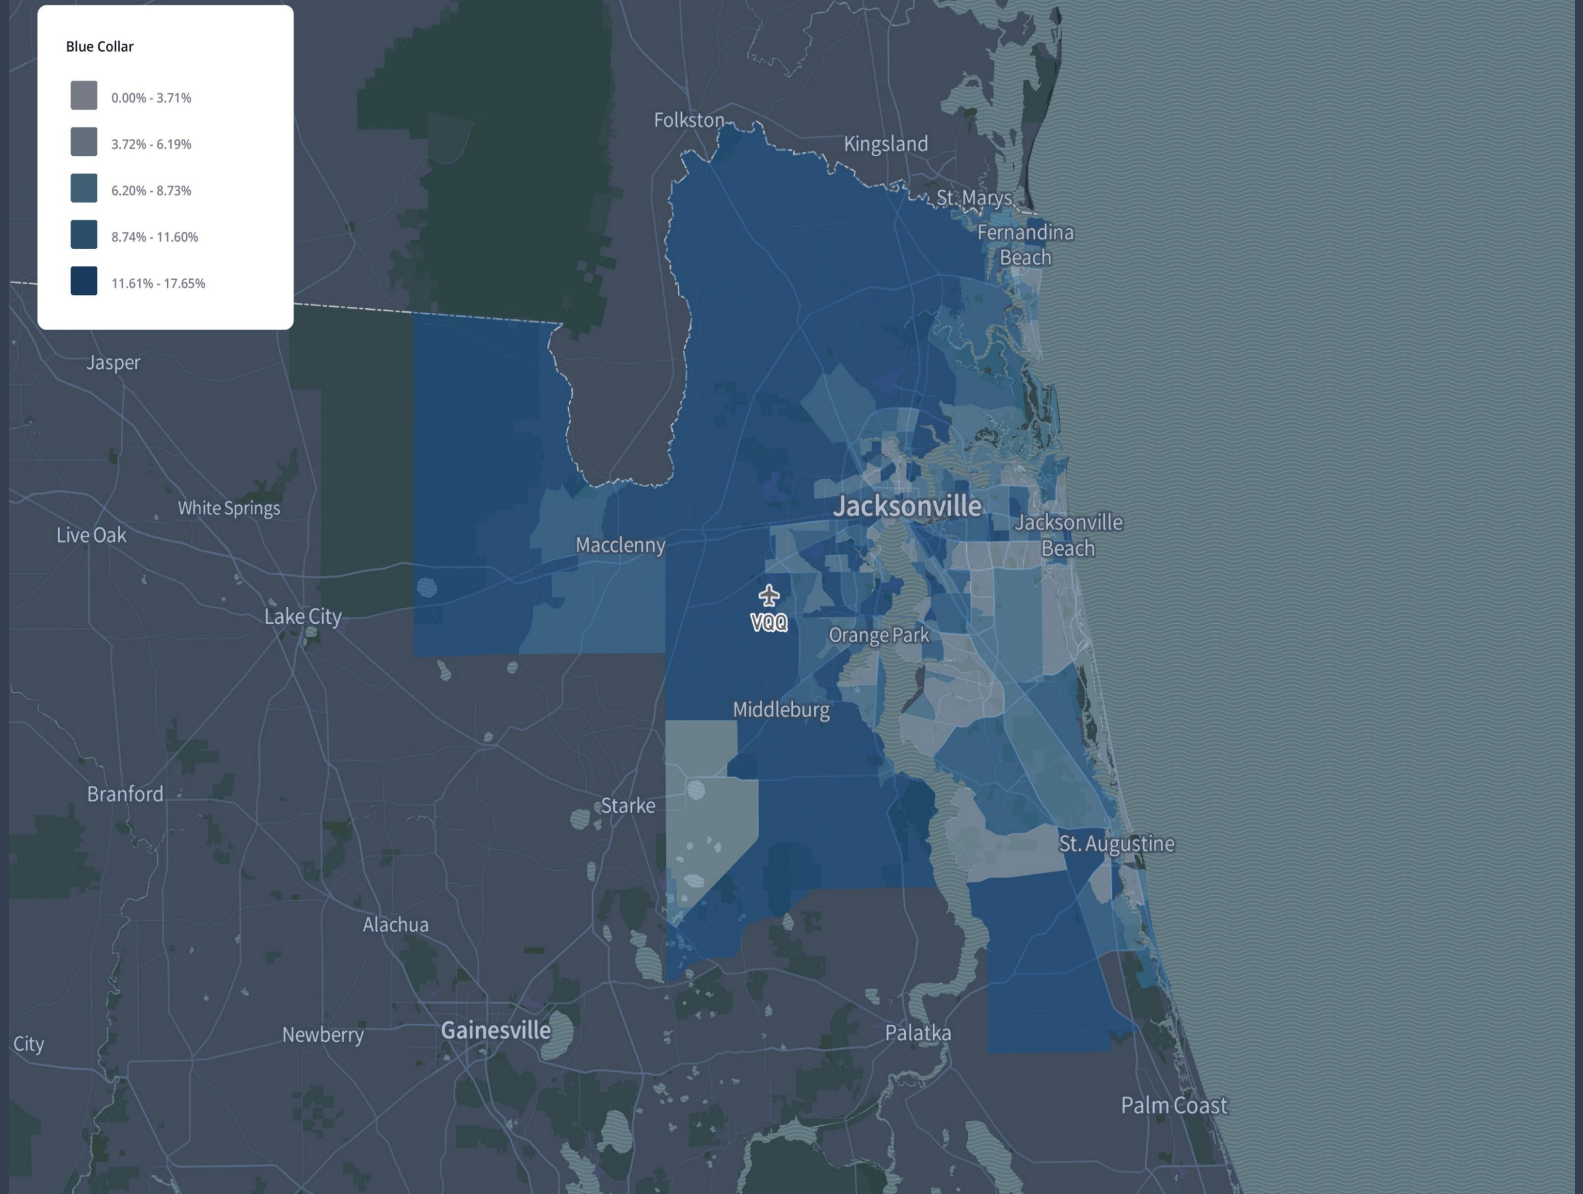 Blue Collar
0.00% - 3.71%
3.72% - 6.19%
6.20% - 8.73%
8.74% - 11.60%
11.61% - 17.65%
Folkston
Kingsland
St. Marys
Fernandina
Beach
Jasper
White Springs
Live Oak
Jacksonville
Jacksonville
Beach
Macclenny
VQQ
Lake City
Orange Park
Middleburg
Branford
Starke
St. Augustine
Alachua
Newberry
Gainesville
Palatka
City
Palm Coast